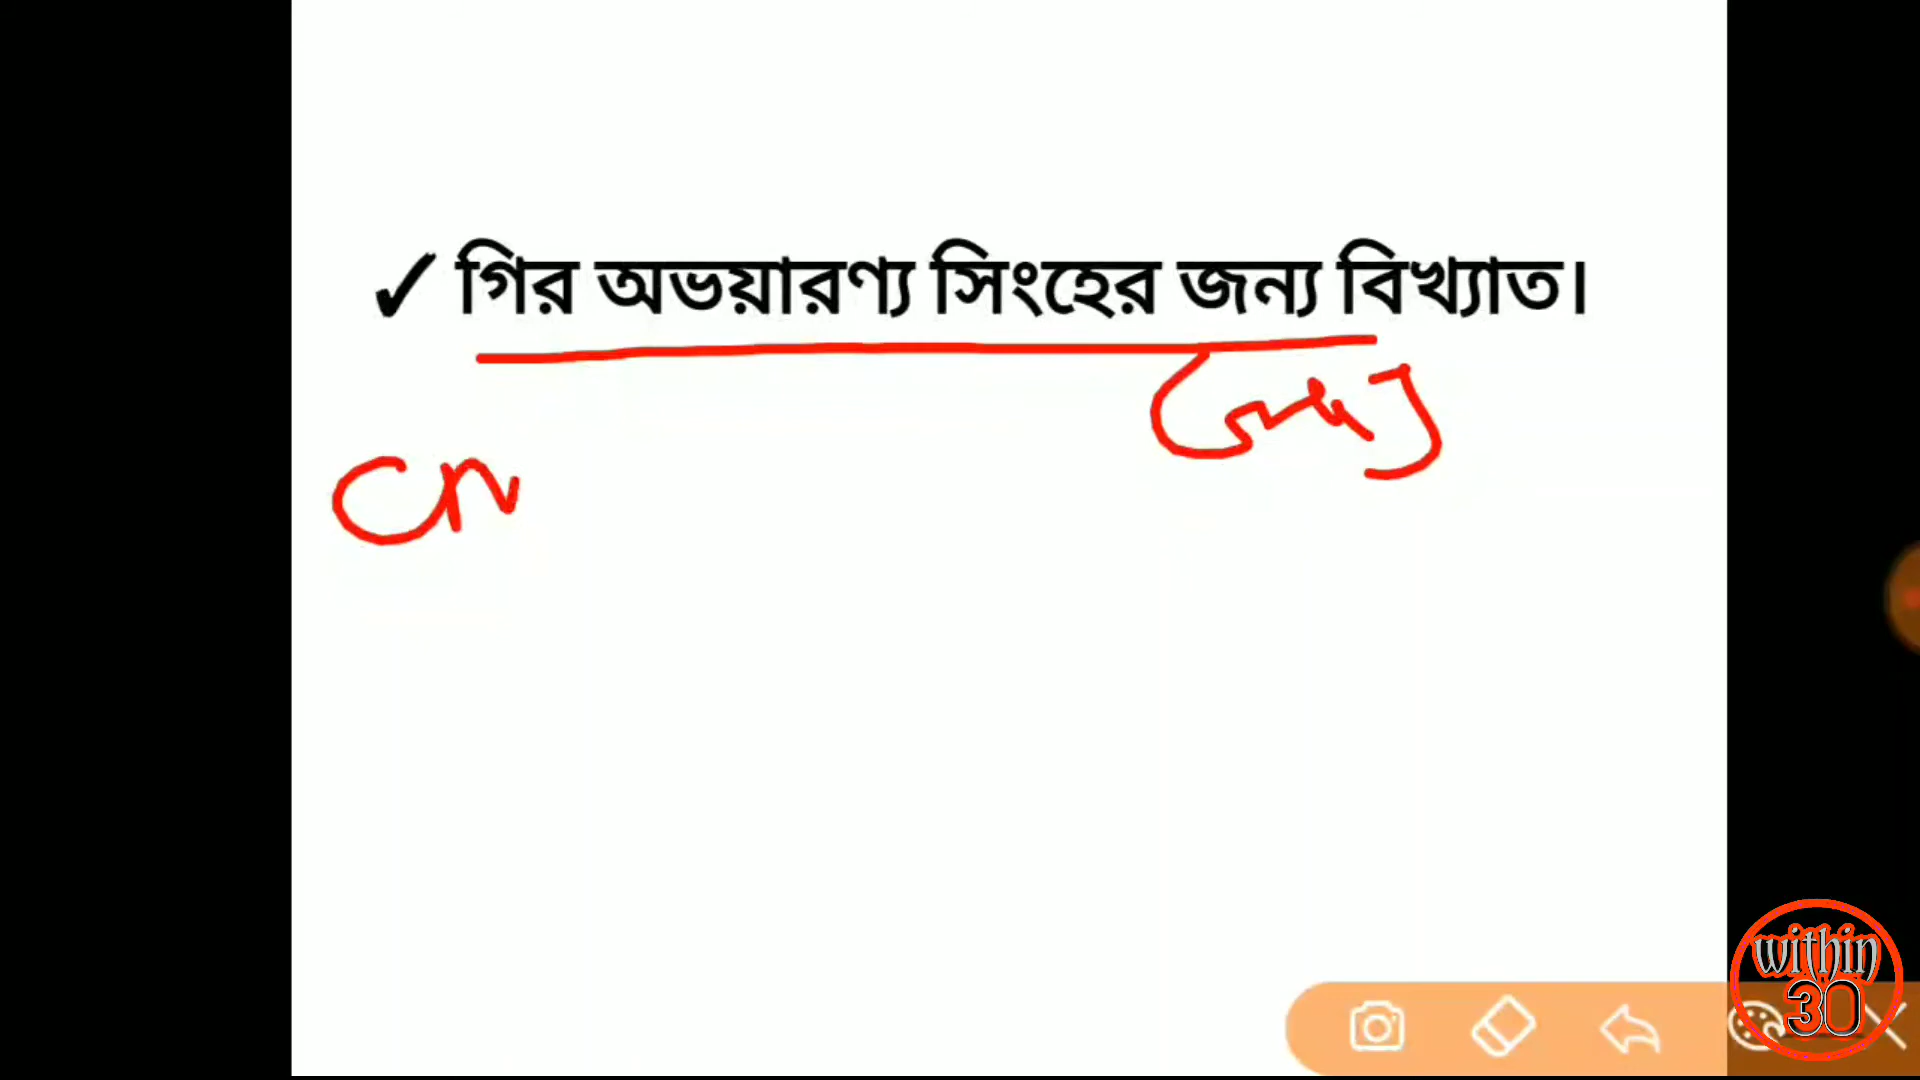 ✓ গির অভয়ারণ্য সিংহের জন্য বিখ্যাত।
within
30